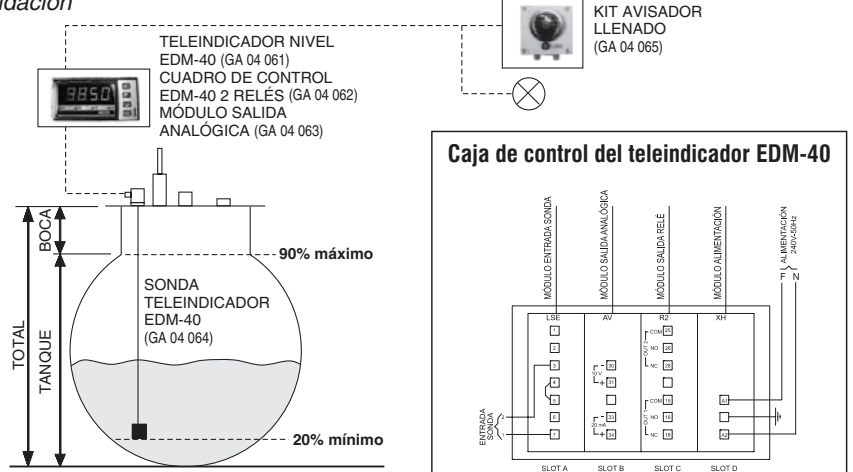 idación
KIT AVISADOR
LLENADO
(GA 04 065)
TELEINDICADOR NIVEL
EDM-40 (GA 04 061)
CUADRO DE CONTROL
EDM-40 2 RELÉS (GA 04 062)
MÓDULO SALIDA
ANALÓGICA (GA 04 063)
3850
BOCA
TOTAL
TANQUE
90% máximo
SONDA
TELEINDICADOR
EDM-40
(GA 04 064)
20% mínimo
Caja de control del teleindicador EDM-40
MÓDULO ENTRADA SONDA
MÓDULO SALIDA ANALÓGICA
MÓDULO SALIDA RELÉ
MÓDULO ALIMENTACIÓN
ALIMENTACIÓN
240V-50Hz
F N
LSE
AV
R2
XH
1
2
3
4
5
6
7
10 V
- 30
+ 31
20 mA
- 33
+ 34
OUT 2
COM 25
NO 26
NC 28
OUT 1
COM 15
NO 16
NC 18
A1
A2
ENTRADA
SONDA
2
1
SLOT A
SLOT B
SLOT C
SLOT D